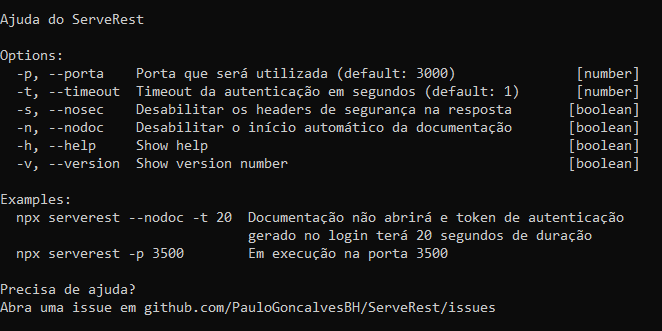 Ajuda do ServeRest
Options:
-p, --porta Porta que será utilizada (default: 3000) [number]
-t, --timeout Timeout da autenticação em segundos (default: 1) [number]
-s, --nosec Desabilitar os headers de segurança na resposta [boolean]
-n, --nodoc Desabilitar o início automático da documentação [boolean]
-h, --help Show help [boolean]
-v, --version Show version number [boolean]
Examples:
npx serverest --nodoc -t 20 Documentação não abrirá e token de autenticação
gerado no login terá 20 segundos de duração
npx serverest -p 3500 Em execução na porta 3500
Precisa de ajuda?
Abra uma issue em github.com/PauloGoncalvesBH/ServeRest/issues